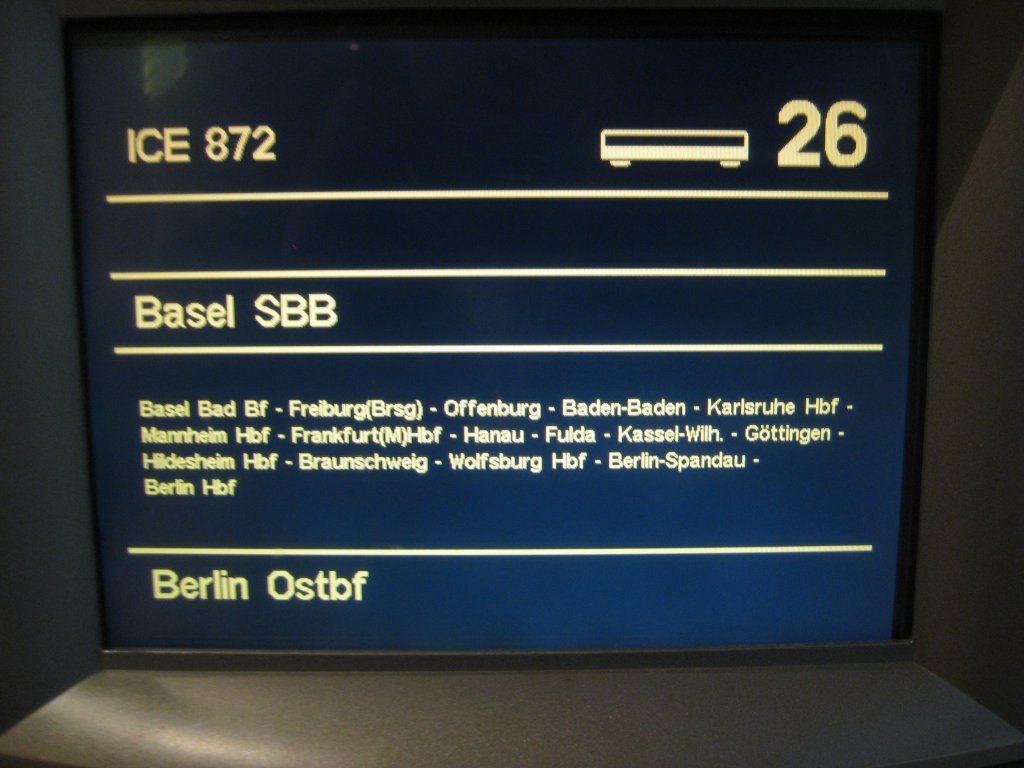 ICE 872 26
Basel SBB
Basel Bad Bf - Freiburg(Brsg) - Offenburg - Baden-Baden - Karlsruhe Hbf -
Mannheim Hbf - Frankfurt(M)Hbf - Hanau - Fulda - Kassel-Wilh. - Göttingen -
Hildesheim Hbf - Braunschweig - Wolfsburg Hbf - Berlin-Spandau -
Berlin Hbf
Berlin Ostbf